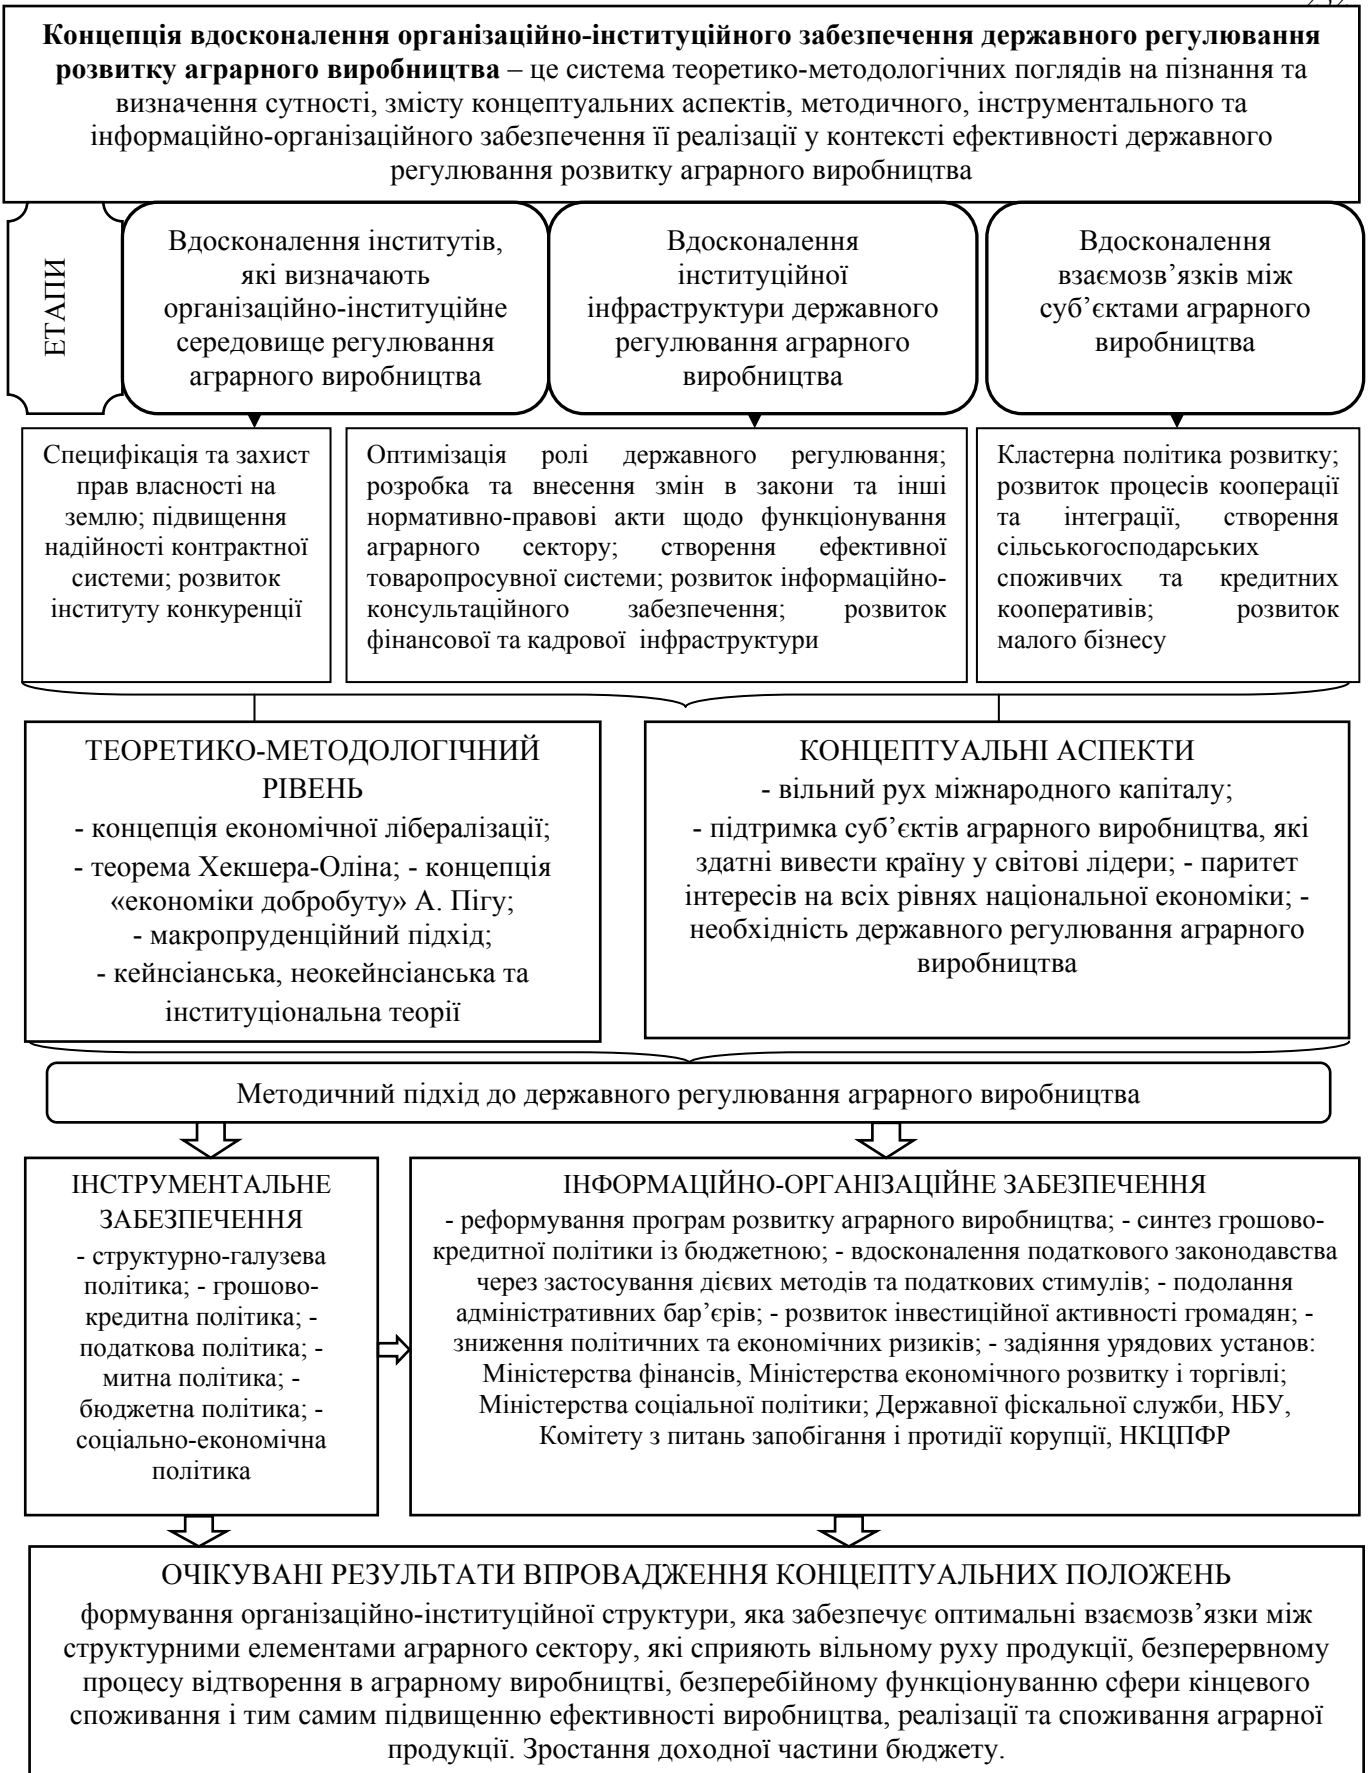 Концепція вдосконалення організаційно-інституційного забезпечення державного регулювання
розвитку аграрного виробництва – це система теоретико-методологічних поглядів на пізнання та
визначення сутності, змісту концептуальних аспектів, методичного, інструментального та
інформаційно-організаційного забезпечення її реалізації у контексті ефективності державного
регулювання розвитку аграрного виробництва
ЕТАПИ
Вдосконалення інститутів,
які визначають
організаційно-інституційне
середовище регулювання
аграрного виробництва
Вдосконалення
інституційної
інфраструктури державного
регулювання аграрного
виробництва
Вдосконалення
взаємозв’язків між
суб’єктами аграрного
виробництва
Специфікація та захист
прав власності на
землю; підвищення
надійності контрактної
системи; розвиток
інституту конкуренції
Оптимізація ролі державного регулювання;
розробка та внесення змін в закони та інші
нормативно-правові акти щодо функціонування
аграрного сектору; створення ефективної
товаропросувної системи; розвиток інформаційно-
консультаційного забезпечення; розвиток
фінансової та кадрової інфраструктури
Кластерна політика розвитку;
розвиток процесів кооперації
та інтеграції, створення
сільськогосподарських
споживчих та кредитних
кооперативів; розвиток
малого бізнесу
ТЕОРЕТИКО-МЕТОДОЛОГІЧНИЙ
РІВЕНЬ
- концепція економічної лібералізації;
- теорема Хекшера-Оліна; - концепція
«економіки добробуту» А. Пігу;
- макропруденційний підхід;
- кейнсіанська, неокейнсіанська та
інституціональна теорії
КОНЦЕПТУАЛЬНІ АСПЕКТИ
- вільний рух міжнародного капіталу;
- підтримка суб’єктів аграрного виробництва, які
здатні вивести країну у світові лідери; - паритет
інтересів на всіх рівнях національної економіки; -
необхідність державного регулювання аграрного
виробництва
Методичний підхід до державного регулювання аграрного виробництва
ІНСТРУМЕНТАЛЬНЕ
ЗАБЕЗПЕЧЕННЯ
- структурно-галузева
політика; - грошово-
кредитна політика; -
податкова політика; -
митна політика; -
бюджетна політика; -
соціально-економічна
політика
ІНФОРМАЦІЙНО-ОРГАНІЗАЦІЙНЕ ЗАБЕЗПЕЧЕННЯ
- реформування програм розвитку аграрного виробництва; - синтез грошово-
кредитної політики із бюджетною; - вдосконалення податкового законодавства
через застосування дієвих методів та податкових стимулів; - подолання
адміністративних бар’єрів; - розвиток інвестиційної активності громадян; -
зниження політичних та економічних ризиків; - задіяння урядових установ:
Міністерства фінансів, Міністерства економічного розвитку і торгівлі;
Міністерства соціальної політики; Державної фіскальної служби, НБУ,
Комітету з питань запобігання і протидії корупції, НКЦПФР
ОЧІКУВАНІ РЕЗУЛЬТАТИ ВПРОВАДЖЕННЯ КОНЦЕПТУАЛЬНИХ ПОЛОЖЕНЬ
формування організаційно-інституційної структури, яка забезпечує оптимальні взаємозв’язки між
структурними елементами аграрного сектору, які сприяють вільному руху продукції, безперервному
процесу відтворення в аграрному виробництві, безперебійному функціонуванню сфери кінцевого
споживання і тим самим підвищенню ефективності виробництва, реалізації та споживання аграрної
продукції. Зростання доходної частини бюджету.